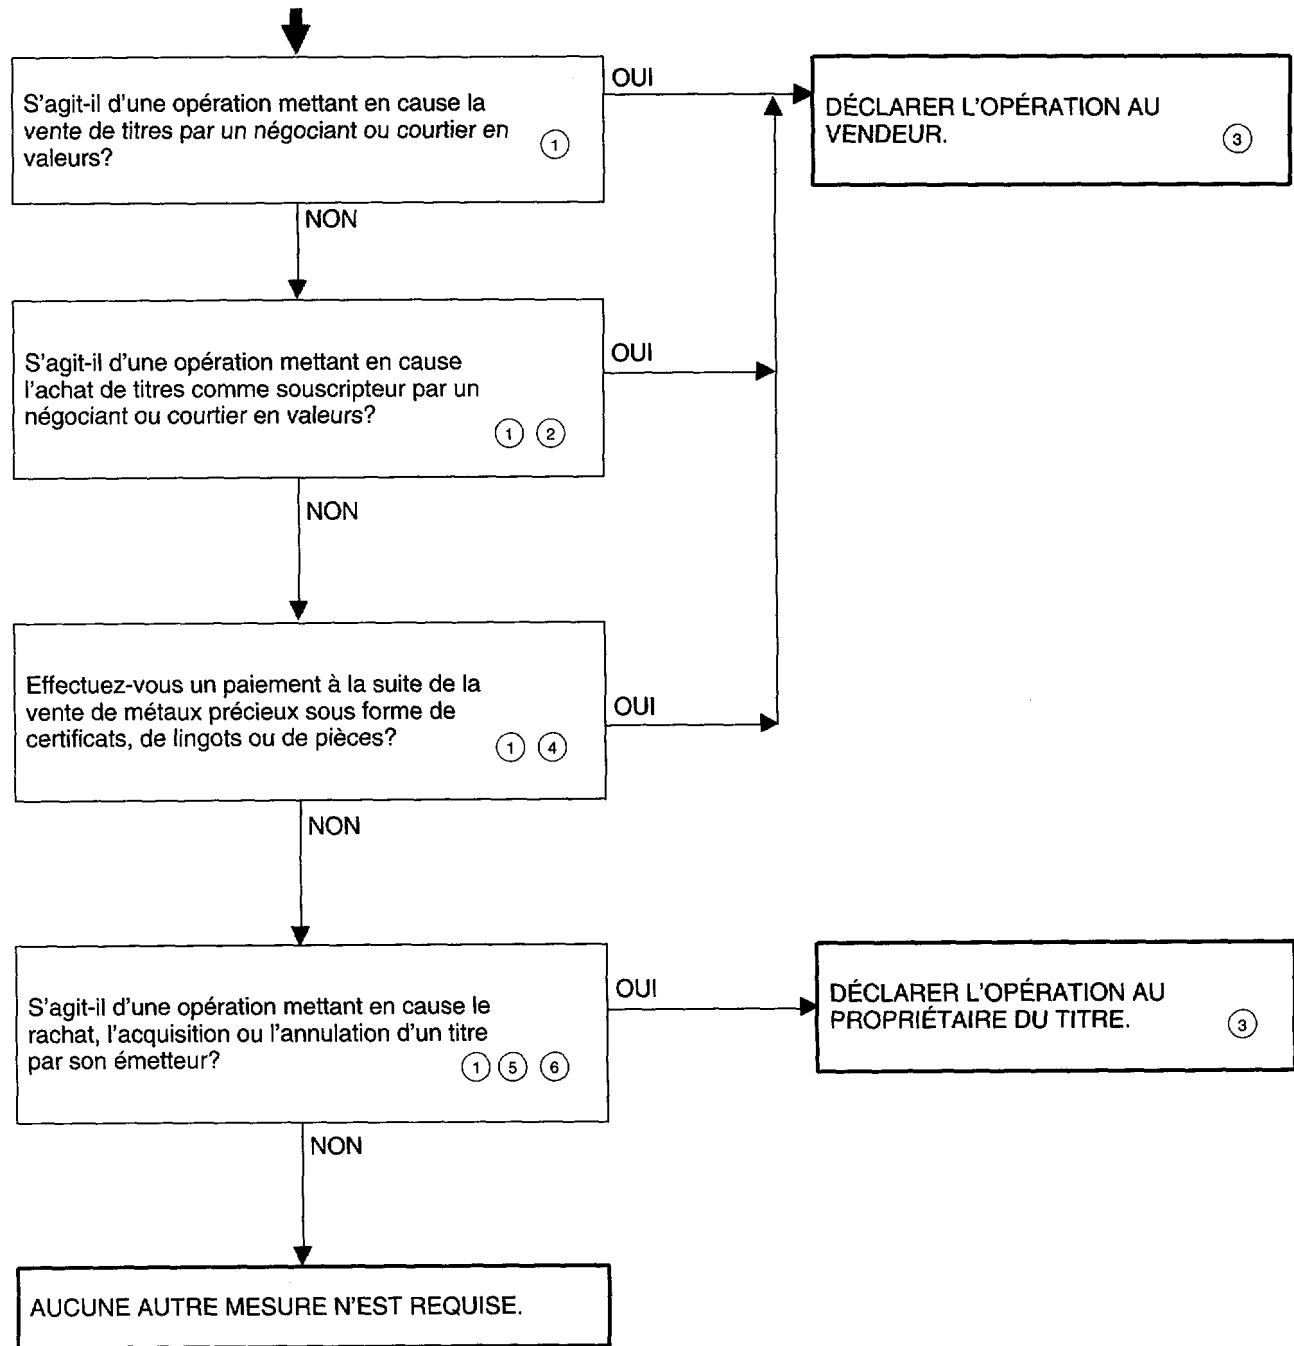 S'agit-il d'une opération mettant en cause la
vente de titres par un négociant ou courtier en
valeurs?
1
OUI
DÉCLARER L'OPÉRATION AU
VENDEUR.
3
NON
S'agit-il d'une opération mettant en cause
l'achat de titres comme souscripteur par un
négociant ou courtier en valeurs?
1 2
OUI
NON
Effectuez-vous un paiement à la suite de la
vente de métaux précieux sous forme de
certificats, de lingots ou de pièces?
1 4
OUI
NON
S'agit-il d'une opération mettant en cause le
rachat, l'acquisition ou l'annulation d'un titre
par son émetteur?
1 5 6
OUI
DÉCLARER L'OPÉRATION AU
PROPRIÉTAIRE DU TITRE.
3
NON
AUCUNE AUTRE MESURE N'EST REQUISE.